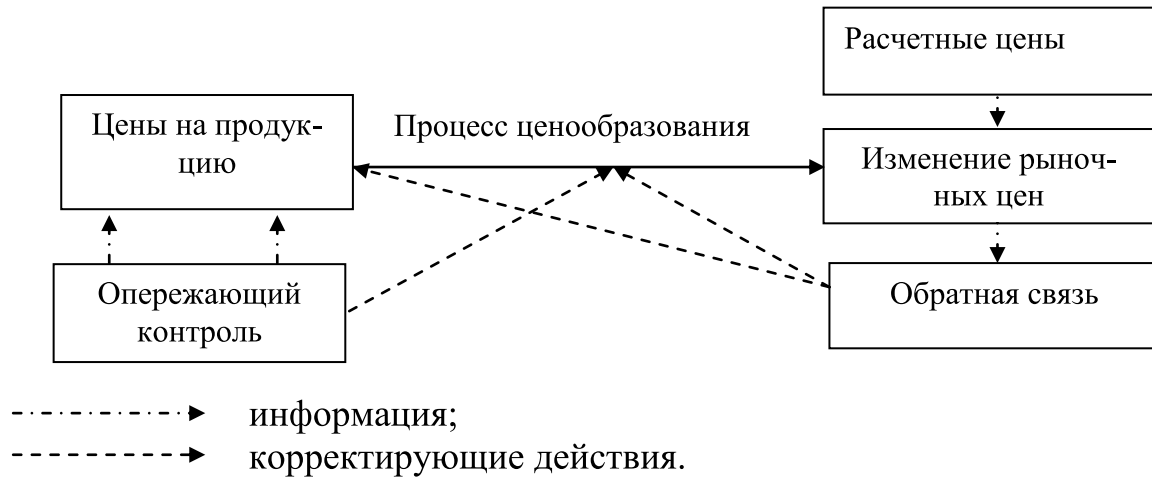 Расчетные цены
Цены на продук-
цию
Процесс ценообразования
Изменение рыноч-
ных цен
Опережающий
контроль
Обратная связь
информация;
корректирующие действия.